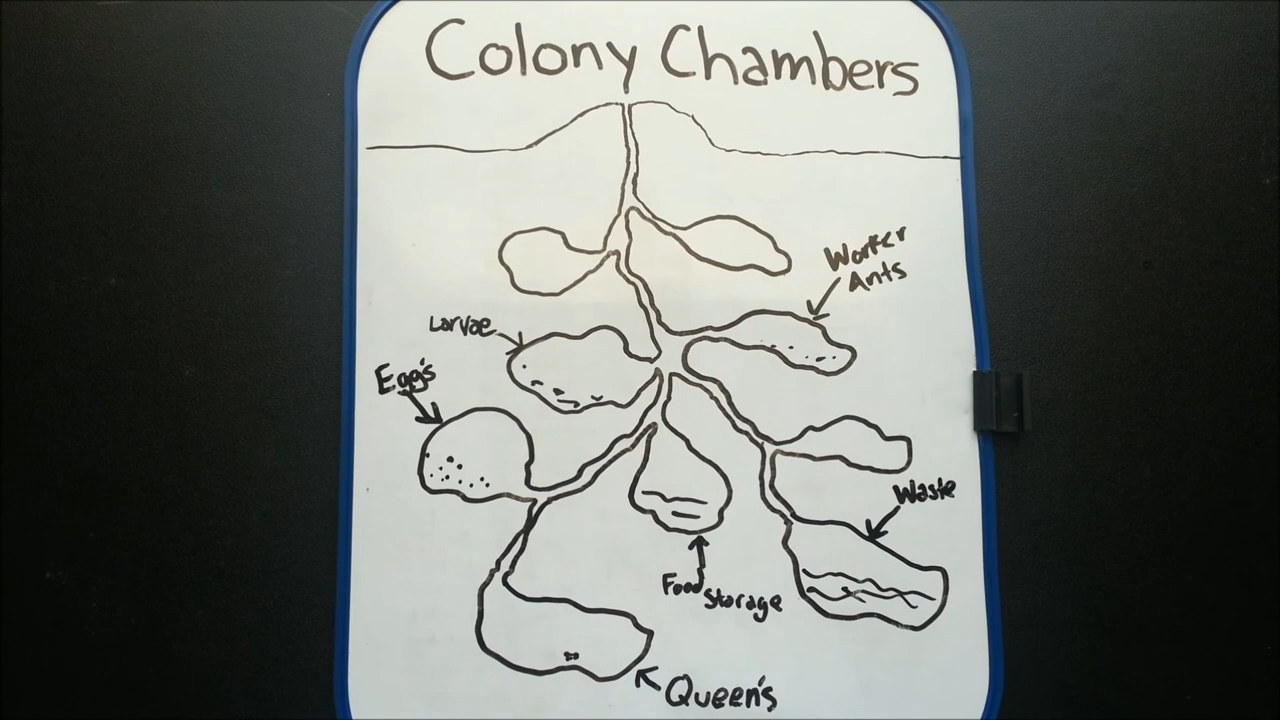 Colony Chambers
Worker
Ants
Larvae
Egg's
Waste
Food
Storage
Queen's